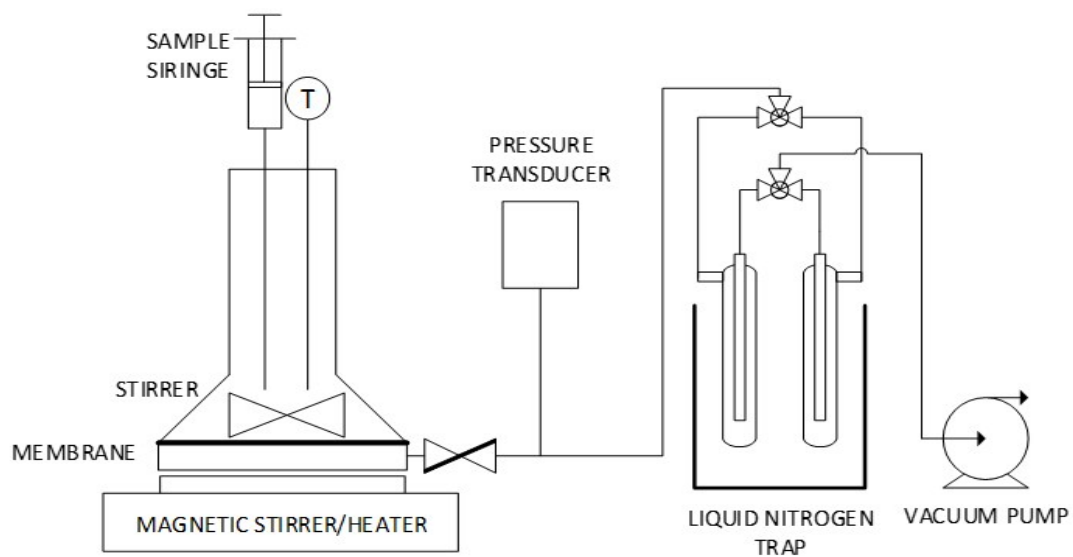 SAMPLE
SIRINGE
T
PRESSURE
TRANSDUCER
STIRRER
MEMBRANE
MAGNETIC STIRRER/HEATER
LIQUID NITROGEN
TRAP
VACUUM PUMP